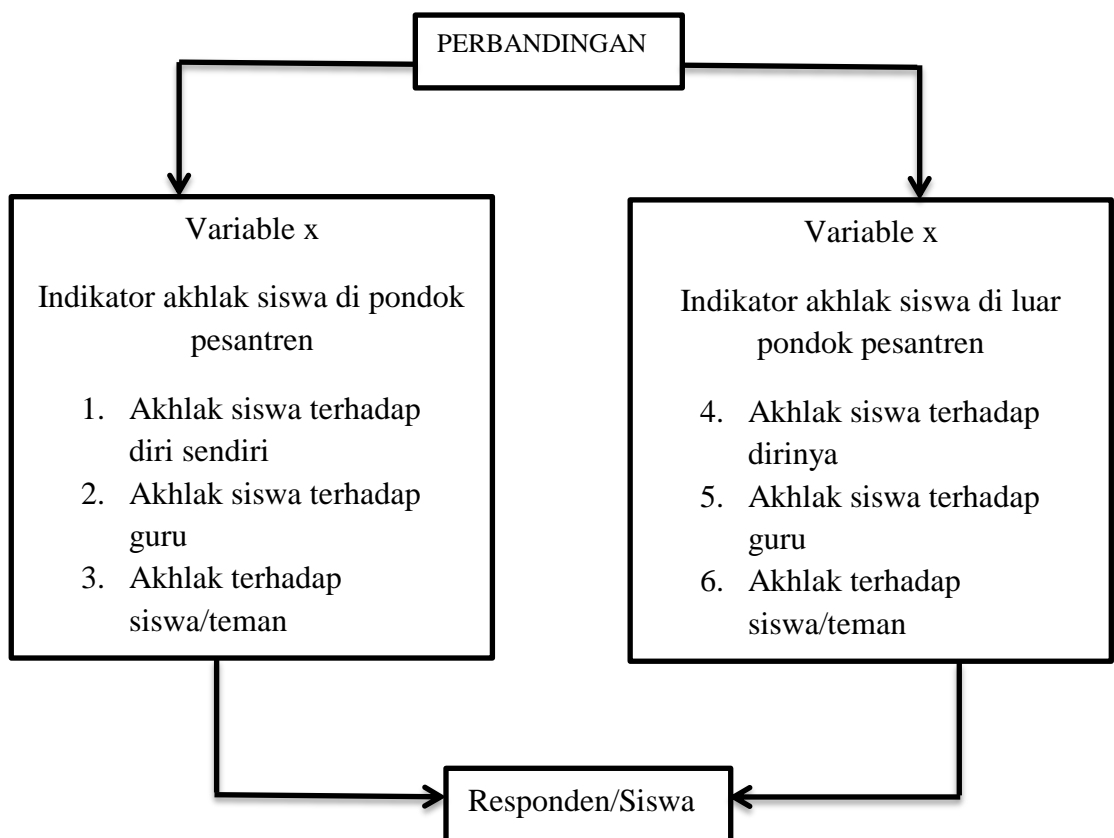 PERBANDINGAN
Variable x
Indikator akhlak siswa di pondok
pesantren
1. Akhlak siswa terhadap
diri sendiri
2. Akhlak siswa terhadap
guru
3. Akhlak terhadap
siswa/teman
Variable x
Indikator akhlak siswa di luar
pondok pesantren
4. Akhlak siswa terhadap
dirinya
5. Akhlak siswa terhadap
guru
6. Akhlak terhadap
siswa/teman
Responden/Siswa